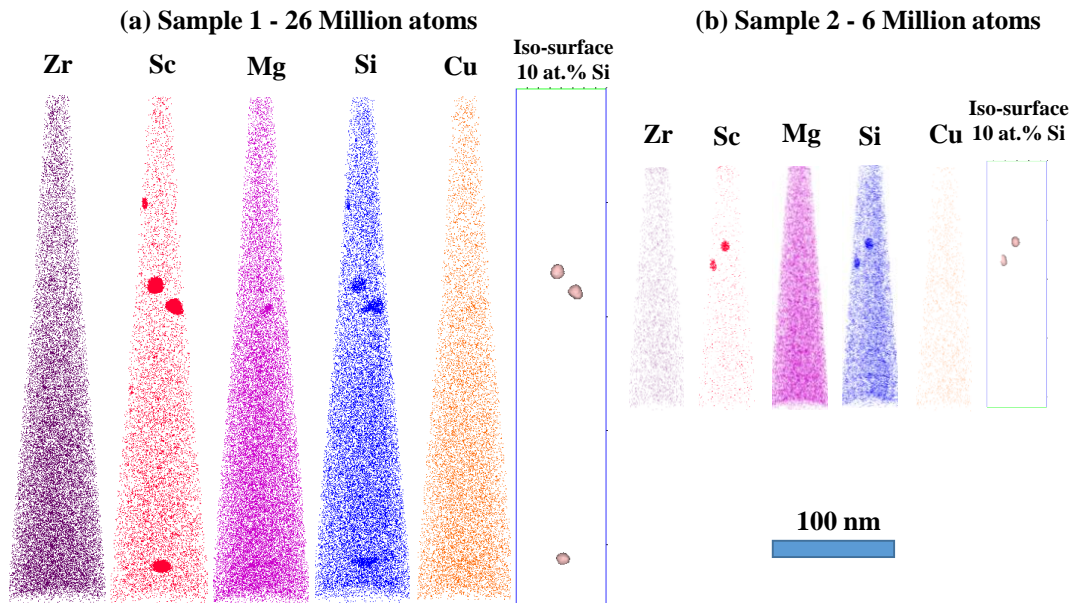 (a) Sample 1 - 26 Million atoms
Zr
Sc
Mg
Si
Cu
Iso-surface
10 at.% Si
(b) Sample 2 - 6 Million atoms
Zr
Sc
Mg
Si
Cu
Iso-surface
10 at.% Si
100 nm